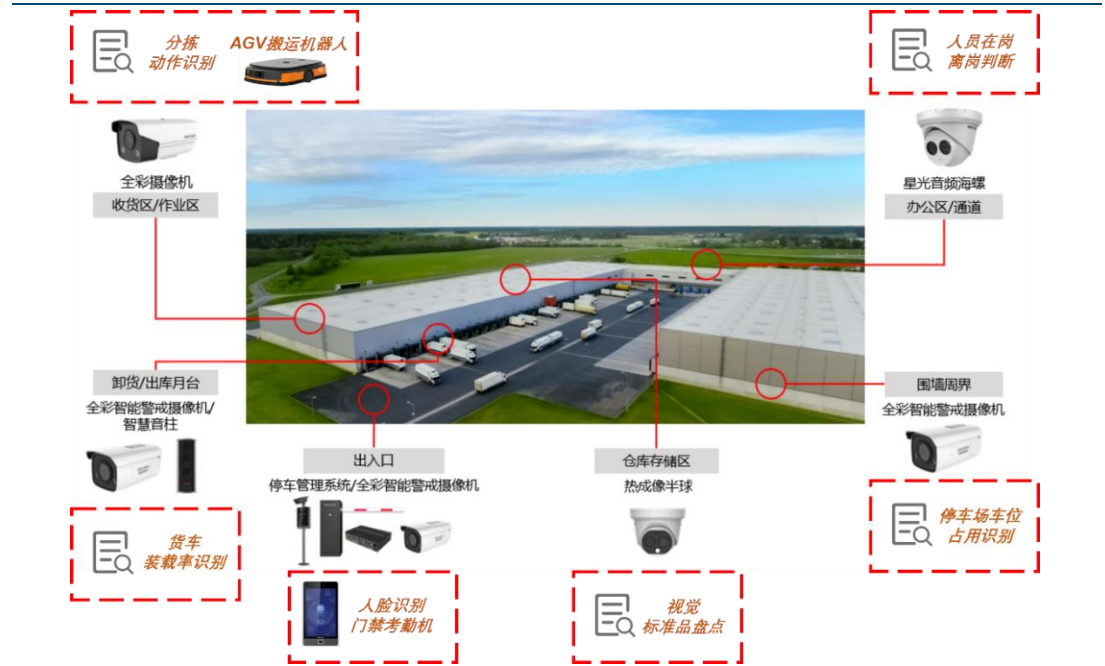 分拣
动作识别
AGV搬运机器人
人员在岗
离岗判断
全彩摄像机
收货区/作业区
星光音频海螺
办公区/通道
卸货/出库月台
全彩智能警戒摄像机/
智慧音柱
围墙周界
全彩智能警戒摄像机
出入口
停车管理系统/全彩智能警戒摄像机
仓库存储区
热成像半球
货车
装载率识别
停车场车位
占用识别
人脸识别
门禁考勤机
视觉
标准品盘点